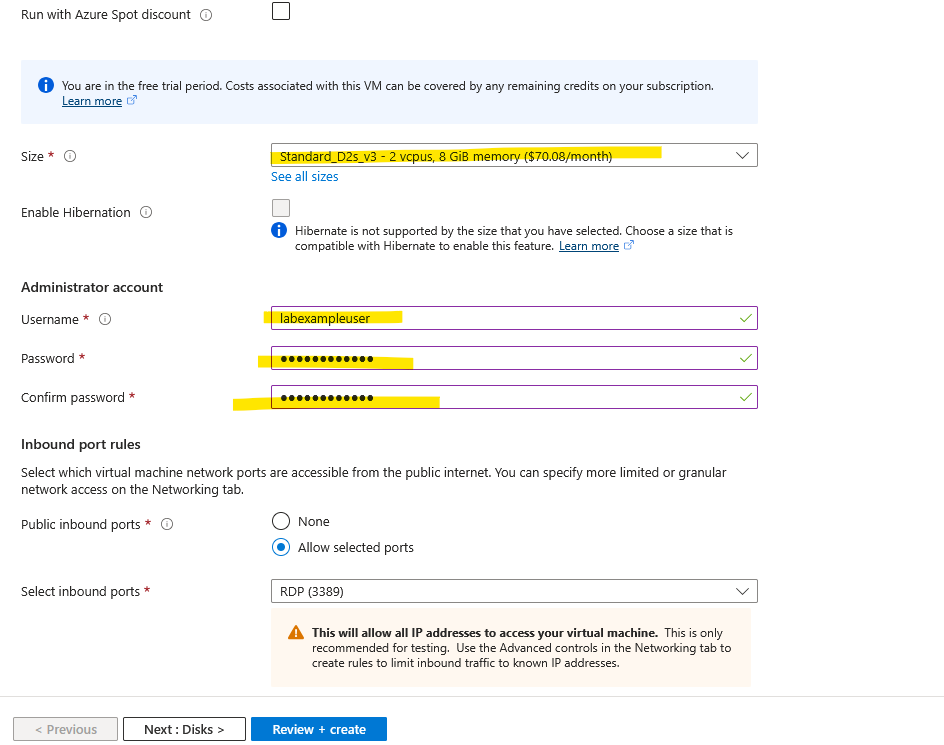 Run with Azure Spot discount
You are in the free trial period. Costs associated with this VM can be covered by any remaining credits on your subscription.
Learn more
Size *
Standard_D2s_v3 - 2 vcpus, 8 GiB memory ($70.08/month)
See all sizes
Enable Hibernation
Hibernate is not supported by the size that you have selected. Choose a size that is
compatible with Hibernate to enable this feature. Learn more
Administrator account
Username *
labexampleuser
Password *
••••••••••••
Confirm password *
••••••••••••
Inbound port rules
Select which virtual machine network ports are accessible from the public internet. You can specify more limited or granular
network access on the Networking tab.
Public inbound ports *
None
Allow selected ports
Select inbound ports *
RDP (3389)
This will allow all IP addresses to access your virtual machine. This is only
recommended for testing. Use the Advanced controls in the Networking tab to
create rules to limit inbound traffic to known IP addresses.
< Previous
Next : Disks >
Review + create